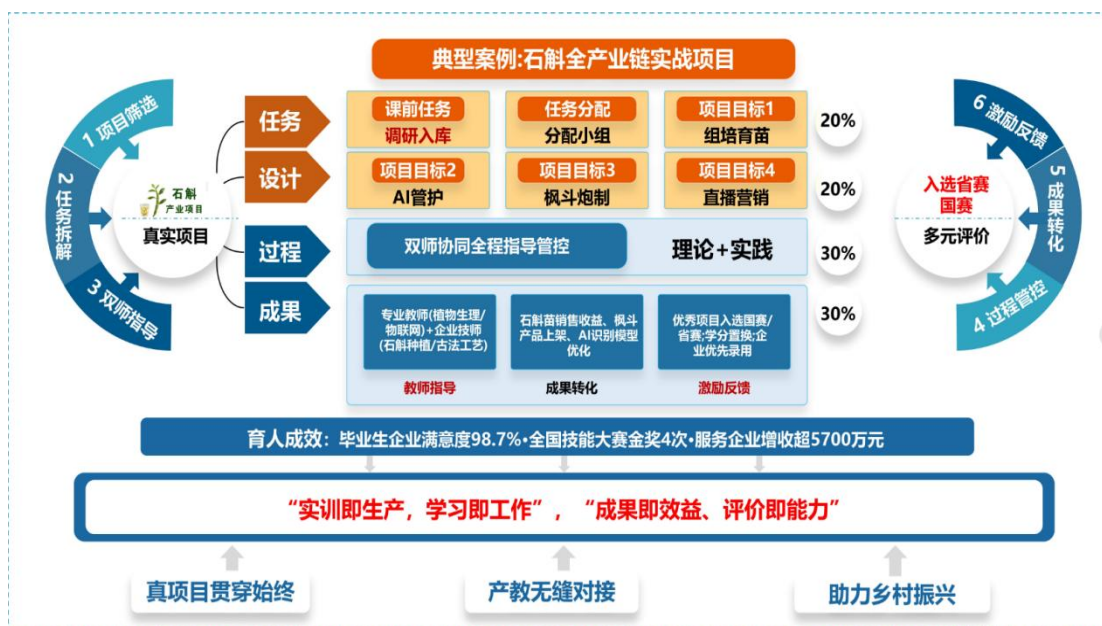 典型案例:石斛全产业链实战项目
1 项目筛选
2 任务拆解
3 双师指导
石斛
产业项目
真实项目
任务
课前任务
调研入库
任务分配
分配小组
项目目标1
组培育苗
20%
设计
项目目标2
AI管护
项目目标3
枫斗炮制
项目目标4
直播营销
20%
过程
双师协同全程指导管控
理论+实践
30%
成果
专业教师(植物生理/
物联网)+企业技师
(石斛种植/古法工艺)
教师指导
石斛苗销售收益、枫斗
产品上架、AI识别模型
优化
成果转化
优秀项目入选国赛/
省赛;学分置换;企
业优先录用
激励反馈
30%
6 激励反馈
5 成果转化
4 过程管控
入选省赛
国赛
多元评价
育人成效：毕业生企业满意度98.7%·全国技能大赛金奖4次·服务企业增收超5700万元
“实训即生产，学习即工作”，“成果即效益、评价即能力”
真项目贯穿始终
产教无缝对接
助力乡村振兴